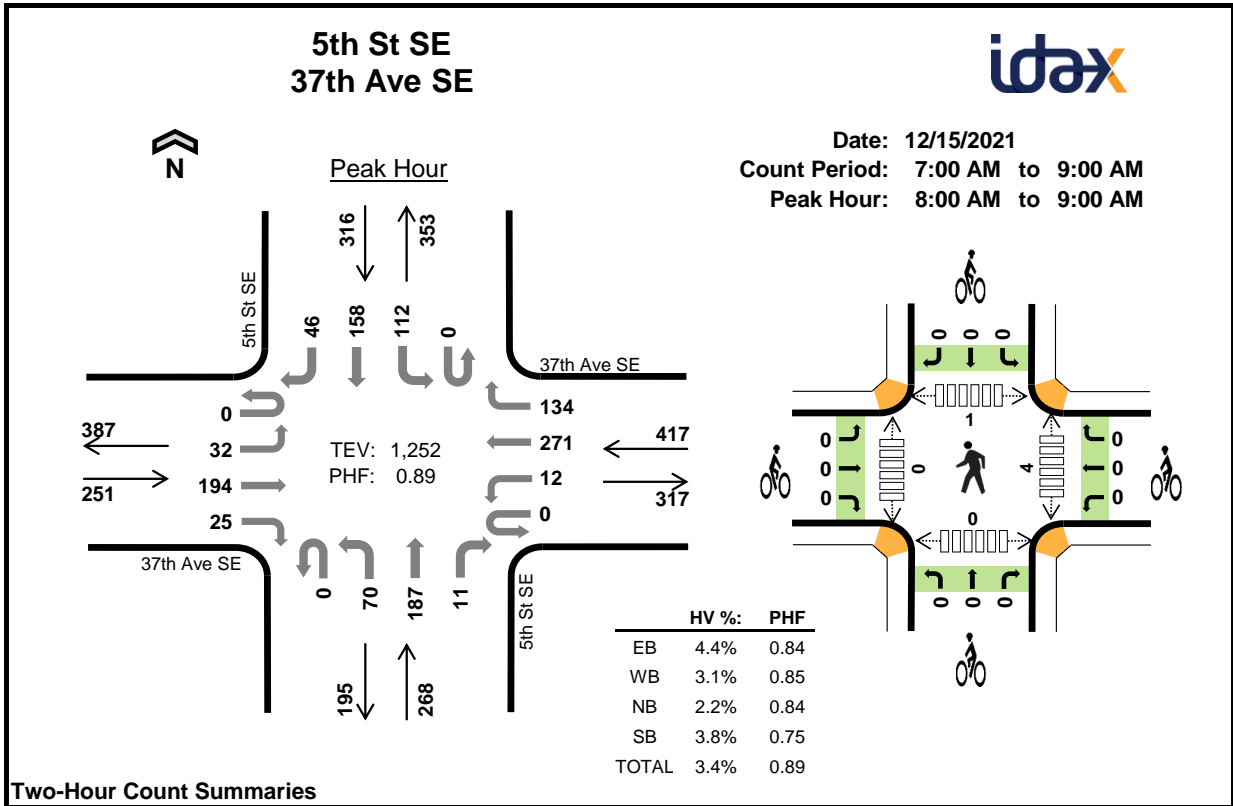 5th St SE
37th Ave SE
idax
N
Peak Hour
Date: 12/15/2021
Count Period: 7:00 AM to 9:00 AM
Peak Hour: 8:00 AM to 9:00 AM
316
353
5th St SE
46
158
112
0
37th Ave SE
0
32
194
25
387
251
TEV: 1,252
PHF: 0.89
134
271
12
0
417
317
37th Ave SE
0
70
187
11
5th St SE
195
268
0 0 0
1
0
0
0
0
4
0
0
0
0
0 0 0
HV %: PHF
EB 4.4% 0.84
WB 3.1% 0.85
NB 2.2% 0.84
SB 3.8% 0.75
TOTAL 3.4% 0.89
Two-Hour Count Summaries